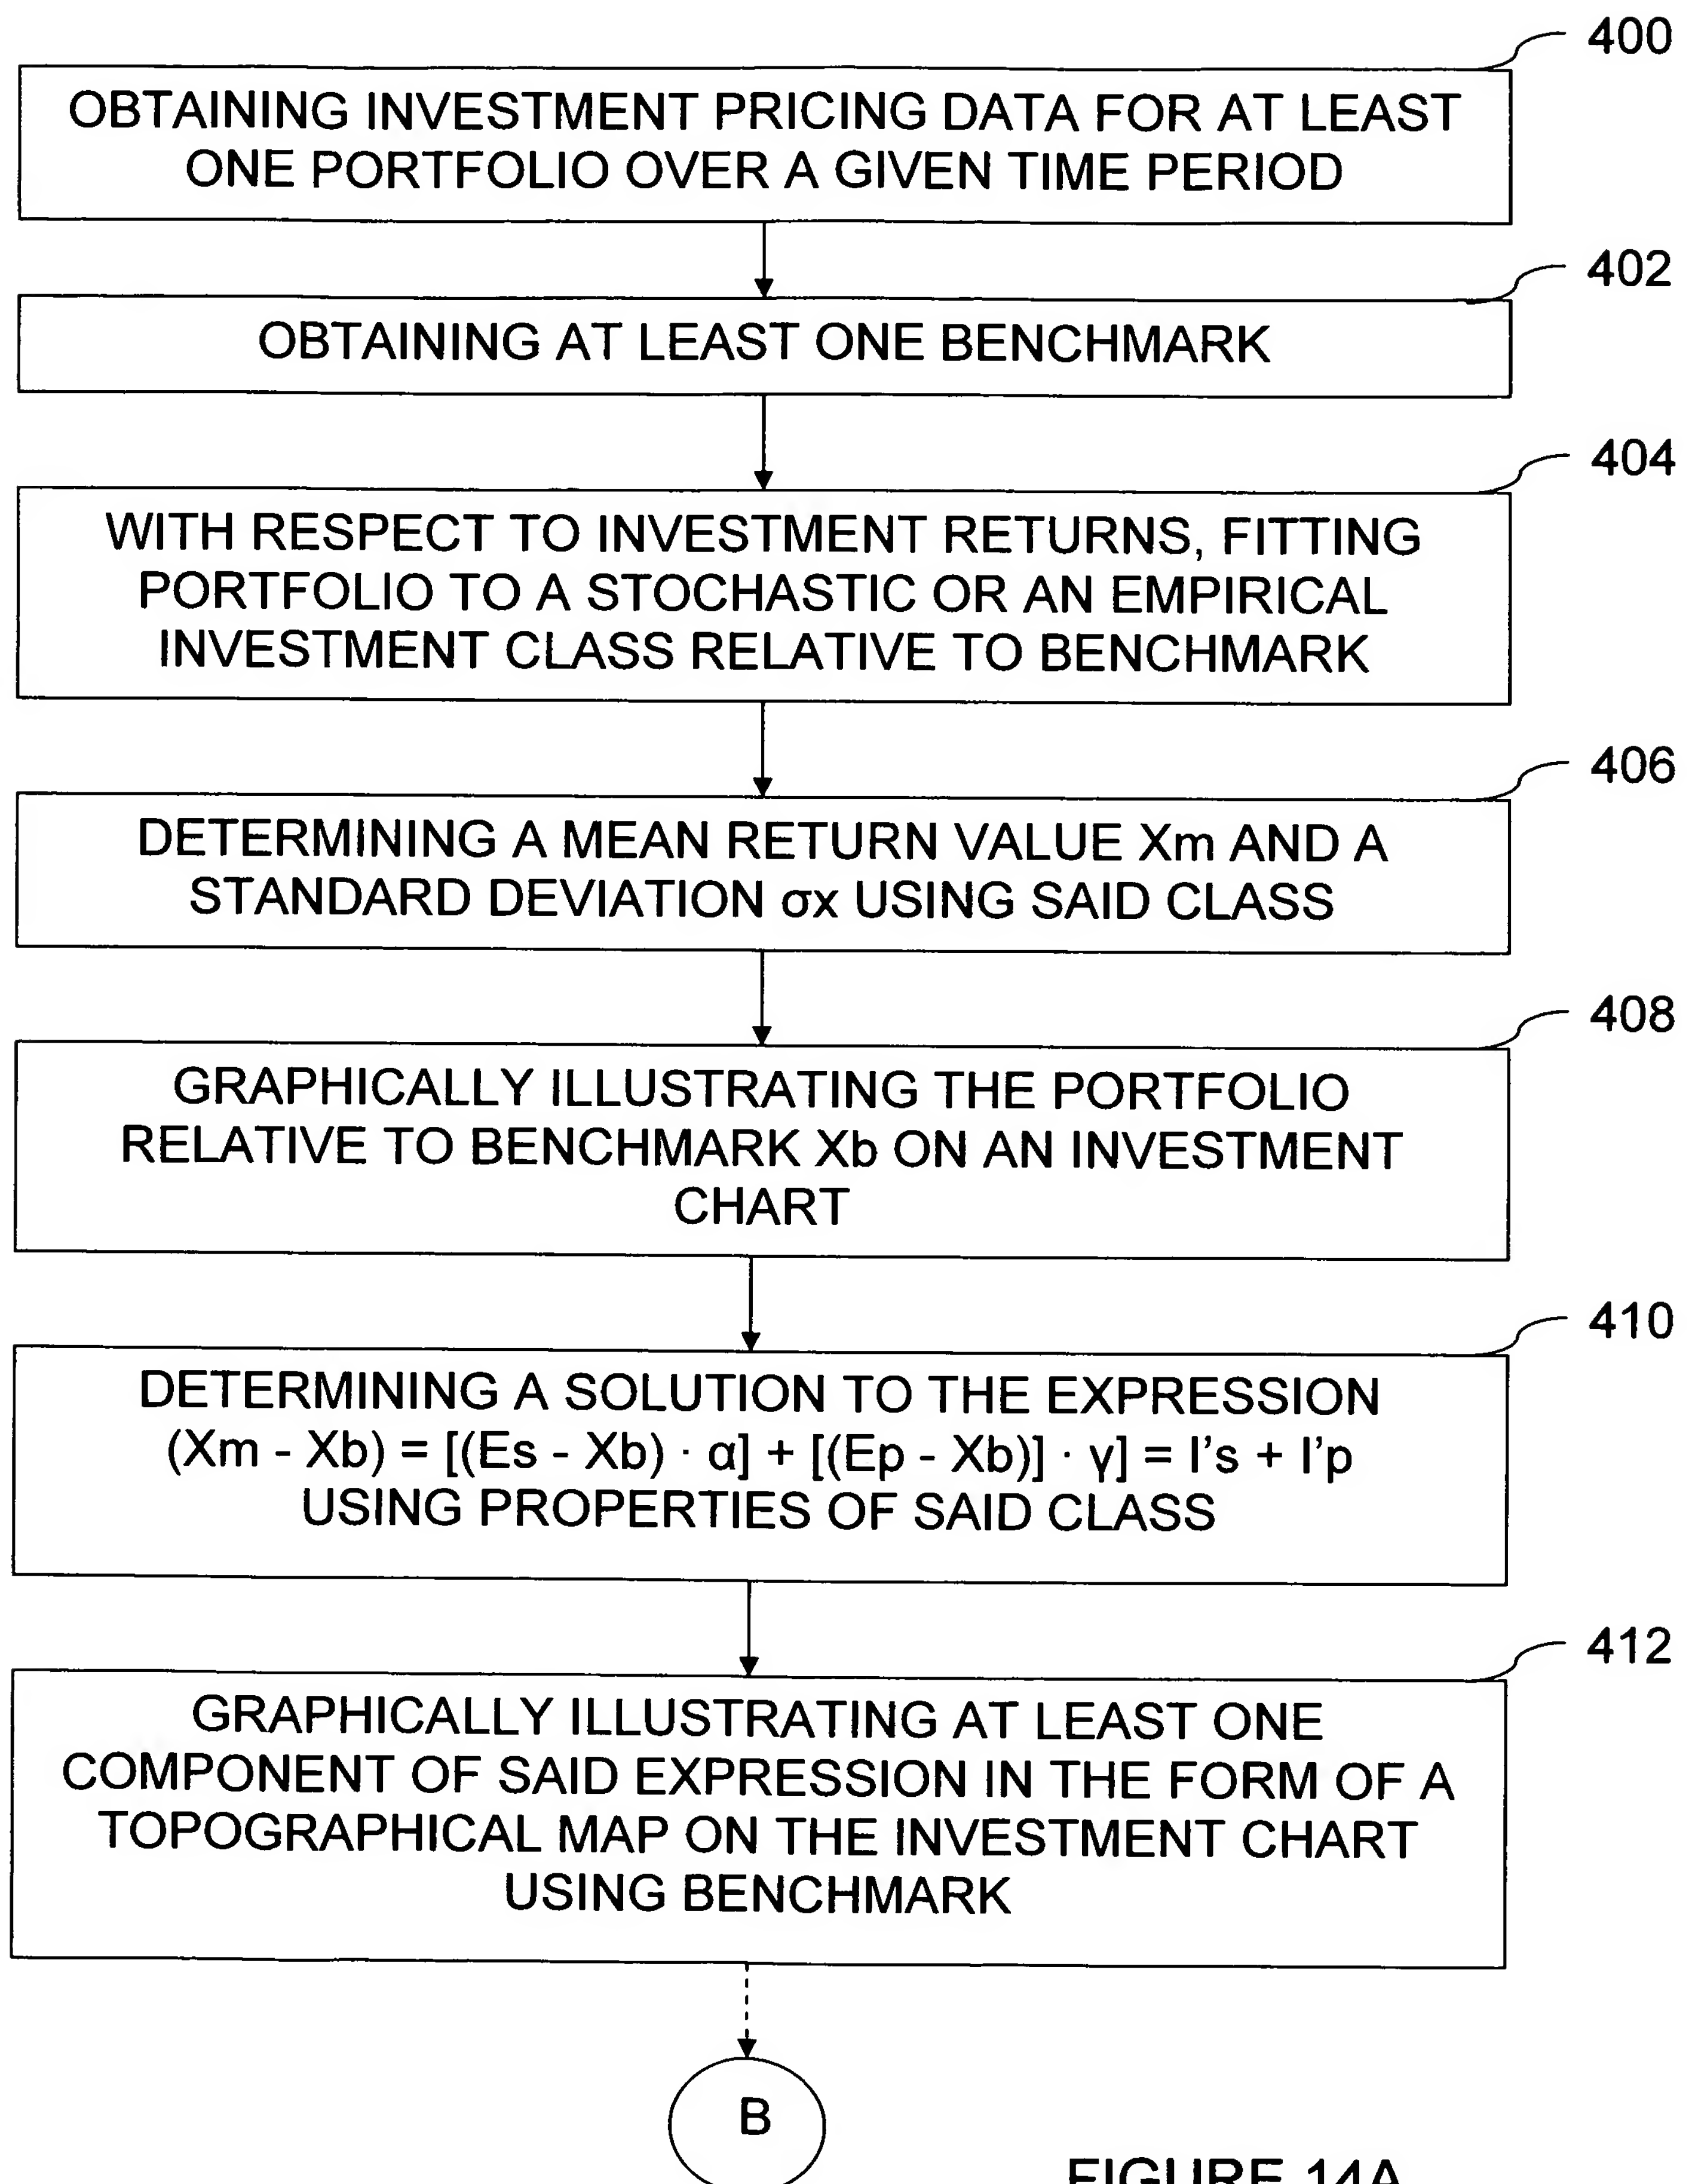 400
OBTAINING INVESTMENT PRICING DATA FOR AT LEAST
ONE PORTFOLIO OVER A GIVEN TIME PERIOD
402
OBTAINING AT LEAST ONE BENCHMARK
404
WITH RESPECT TO INVESTMENT RETURNS, FITTING
PORTFOLIO TO A STOCHASTIC OR AN EMPIRICAL
INVESTMENT CLASS RELATIVE TO BENCHMARK
406
DETERMINING A MEAN RETURN VALUE Xm AND A
STANDARD DEVIATION σx USING SAID CLASS
408
GRAPHICALLY ILLUSTRATING THE PORTFOLIO
RELATIVE TO BENCHMARK Xb ON AN INVESTMENT
CHART
410
DETERMINING A SOLUTION TO THE EXPRESSION
(Xm - Xb) = [(Es - Xb) · α] + [(Ep - Xb)] · γ] = I's + I'p
USING PROPERTIES OF SAID CLASS
412
GRAPHICALLY ILLUSTRATING AT LEAST ONE
COMPONENT OF SAID EXPRESSION IN THE FORM OF A
TOPOGRAPHICAL MAP ON THE INVESTMENT CHART
USING BENCHMARK
B
FIGURE 14A